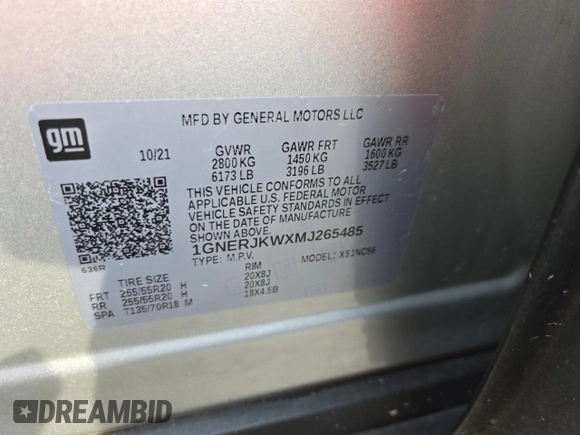 MFD BY GENERAL MOTORS LLC
gm
10/21 GVWR GAWR FRT GAWR RR
2800 KG 1450 KG 1600 KG
6173 LB 3196 LB 3527 LB
THIS VEHICLE CONFORMS TO ALL
APPLICABLE U.S. FEDERAL MOTOR
VEHICLE SAFETY STANDARDS IN EFFECT
ON THE DATE OF MANUFACTURE
SHOWN ABOVE.
1GNERJKWXMJ265485
TYPE: M.P.V. MODEL: X51NC56
636R
TIRE SIZE RIM
FRT 255/55R20 H 20X8J
RR 255/55R20 H 20X8J
SPA T135/70R18 M 18X4.5B
DREAMBID